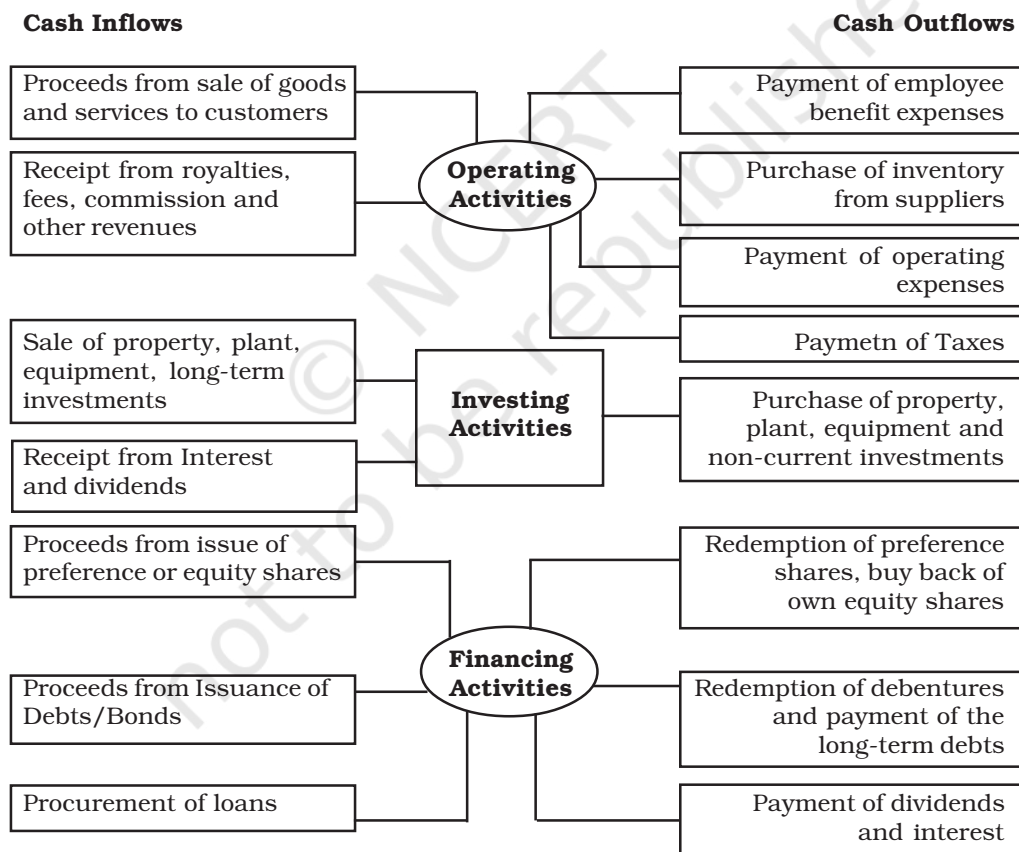 Cash Inflows
Cash Outflows
Proceeds from sale of goods
and services to customers
Receipt from royalties,
fees, commission and
other revenues
Operating
Activities
Payment of employee
benefit expenses
Purchase of inventory
from suppliers
Payment of operating
expenses
Paymetn of Taxes
Sale of property, plant,
equipment, long-term
investments
Receipt from Interest
and dividends
Investing
Activities
Purchase of property,
plant, equipment and
non-current investments
Proceeds from issue of
preference or equity shares
Proceeds from Issuance of
Debts/Bonds
Procurement of loans
Financing
Activities
Redemption of preference
shares, buy back of
own equity shares
Redemption of debentures
and payment of the
long-term debts
Payment of dividends
and interest
© NCERT
not to be republishe